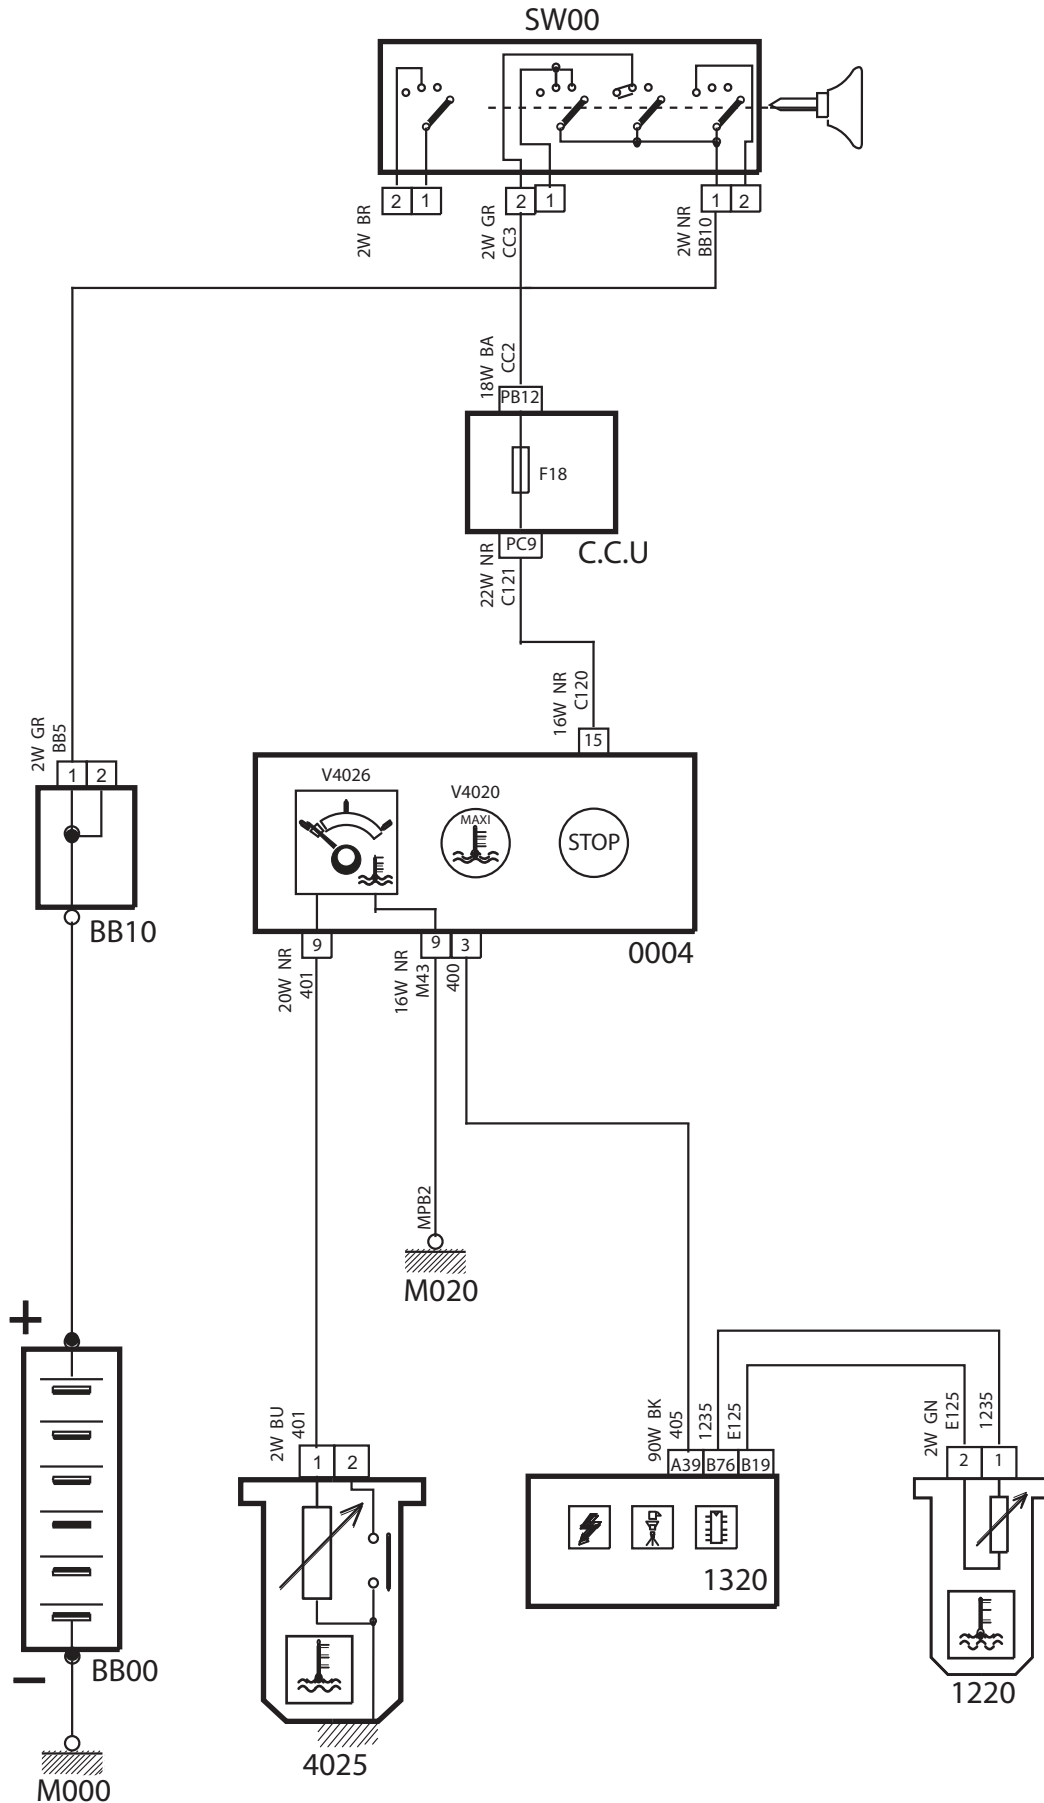 SW00
2 1
2 1
1 2
2W BR
2W GR
CC3
2W NR
BB10
18W BA
CC2
PB12
F18
PC9
C.C.U
22W NR
C121
16W NR
C120
15
2W GR
BB5
1 2
BB10
V4026
V4020
MAXI
STOP
9
9 3
0004
20W NR
401
16W NR
M43
400
MPB2
M020
+
2W BU
401
1 2
90W BK
405
1235
E125
A39 B76 B19
2W GN
E125
1235
2 1
1320
BB00
–
1220
4025
M000